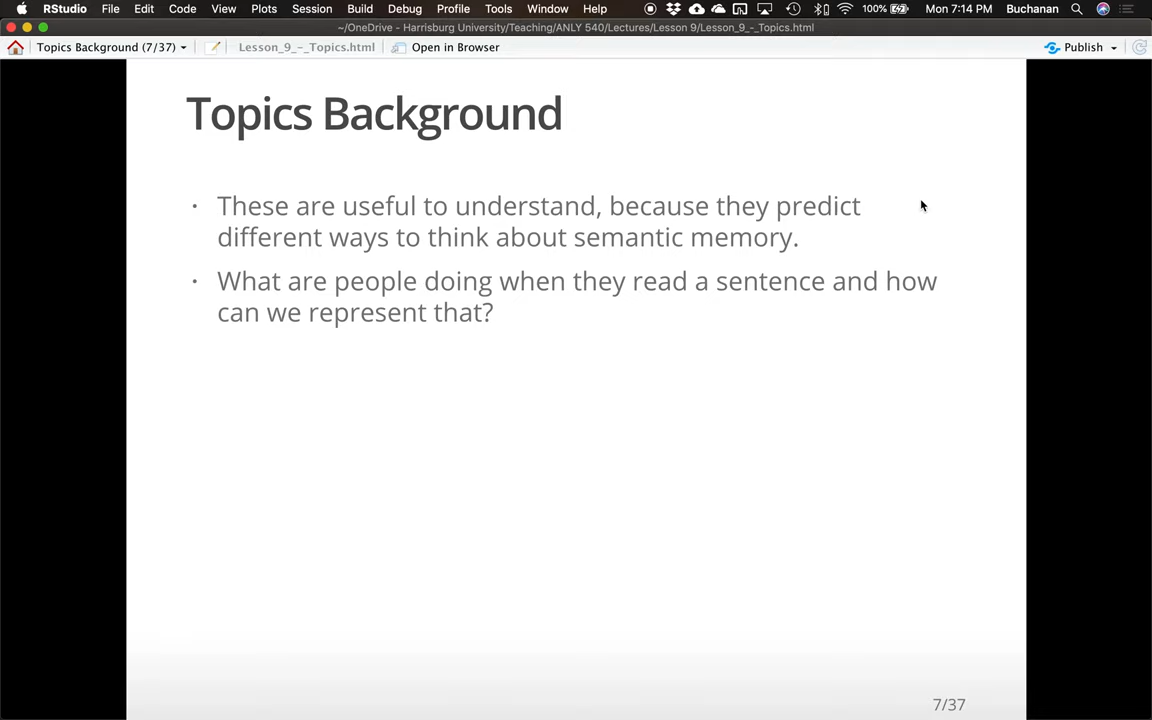 RStudio File Edit Code View Plots Session Build Debug Profile Tools Window Help 100% Mon 7:14 PM Buchanan
~/OneDrive - Harrisburg University/Teaching/ANLY 540/Lectures/Lesson 9/Lesson_9_-_Topics.html
Topics Background (7/37) Lesson_9_-_Topics.html Open in Browser Publish
Topics Background
· These are useful to understand, because they predict
different ways to think about semantic memory.
· What are people doing when they read a sentence and how
can we represent that?
7/37